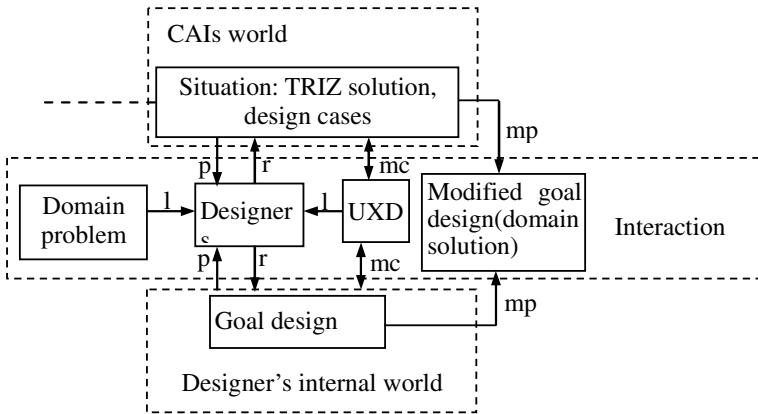 CAIs world
Situation: TRIZ solution,
design cases
mp
p
r
mc
Domain
problem
l
Designer
s
l
UXD
Modified goal
design(domain
solution)
Interaction
p
r
mc
mp
Goal design
Designer's internal world